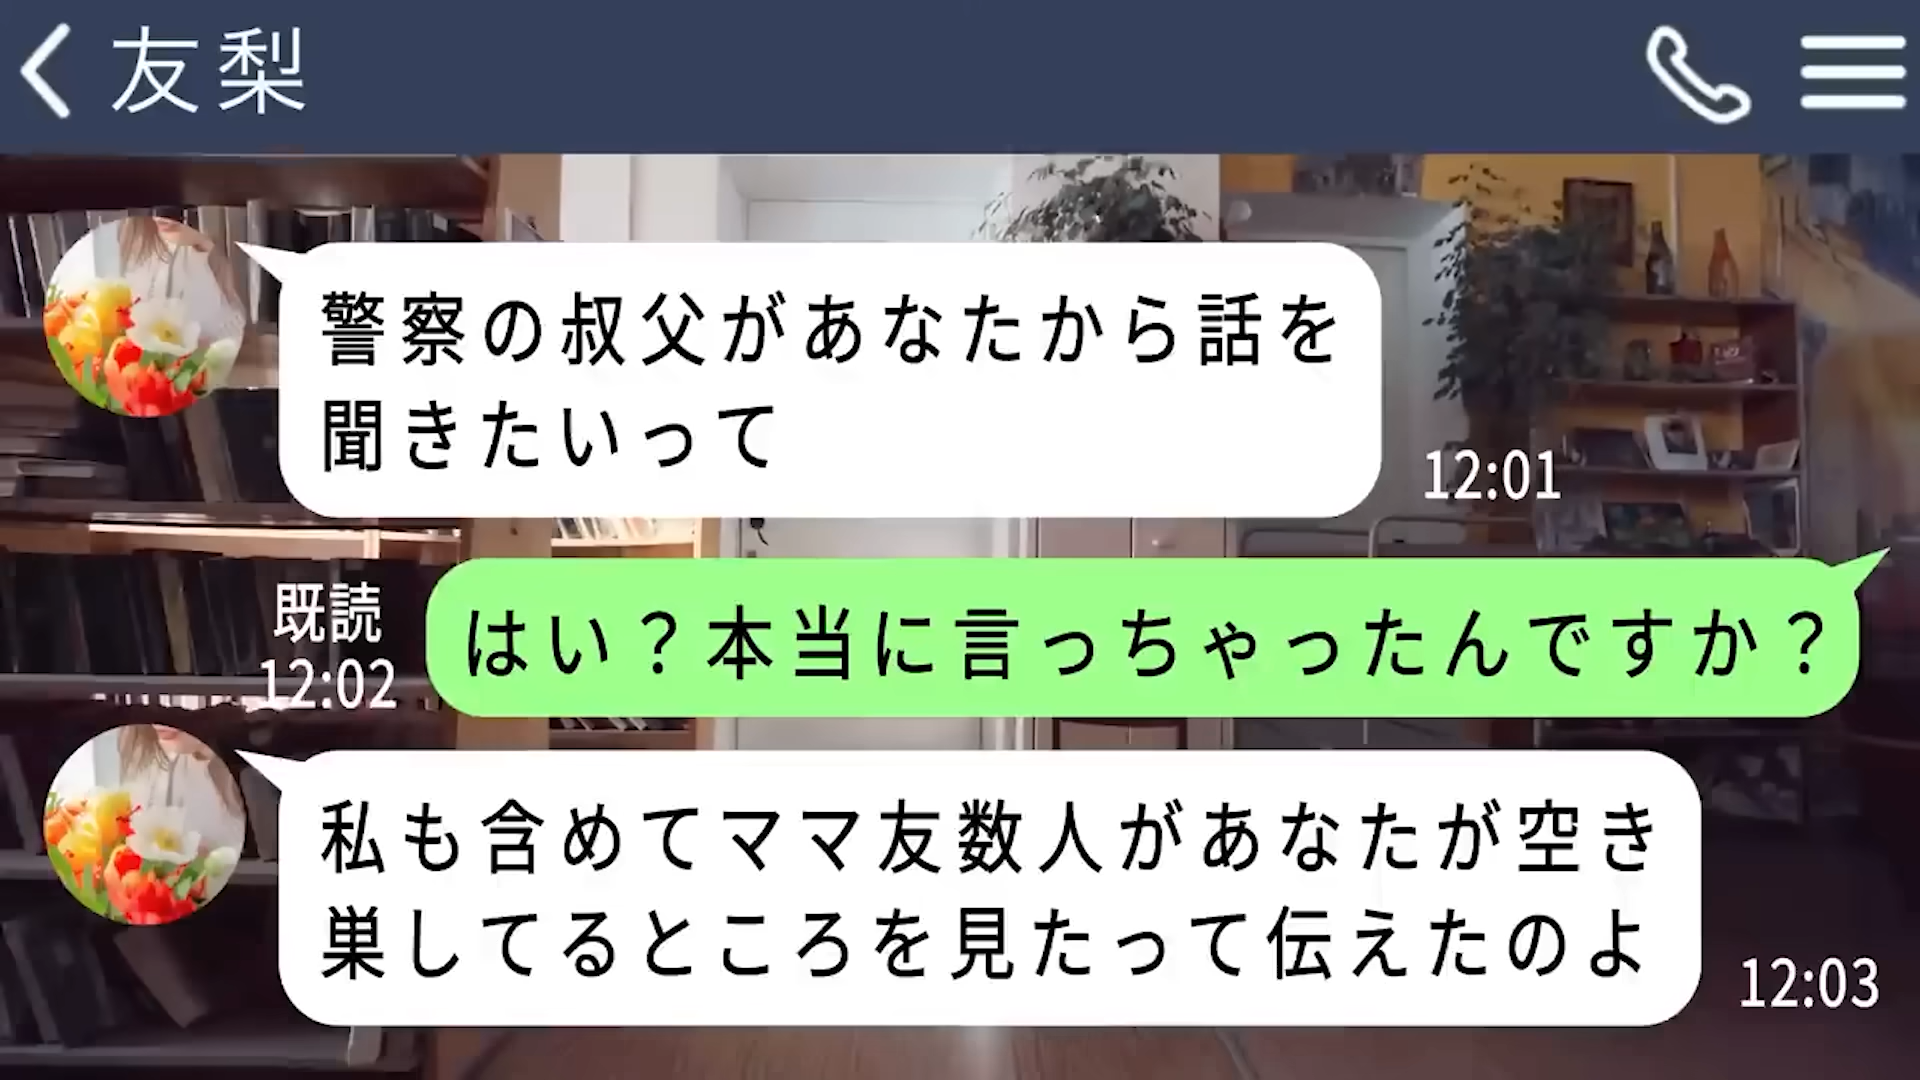 友梨
警察の叔父があなたから話を
聞きたいって
12:01
はい？本当に言っちゃったんですか？
既読
12:02
私も含めてママ友数人があなたが空き
巣してるところを見たって伝えたのよ
12:03